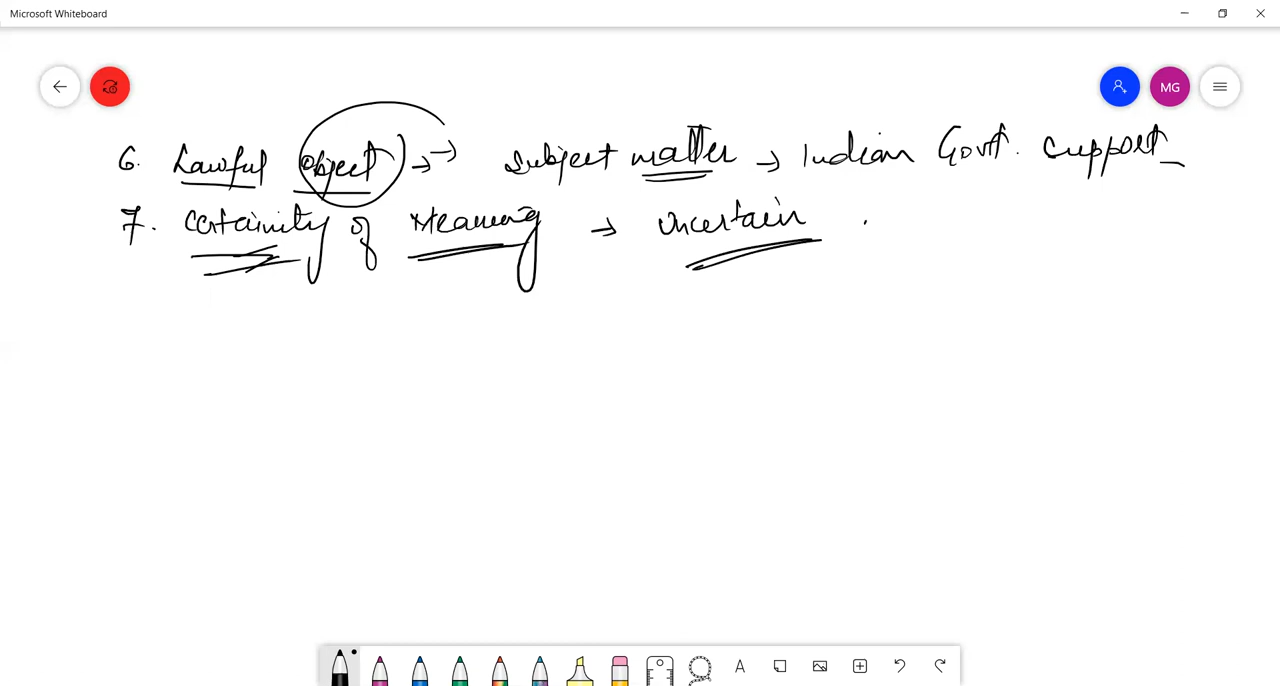 Microsoft Whiteboard
MG
6. Lawful object → → Subject matter → Indian Govt. support
7. Certainity of Meaning → Uncertain .
A